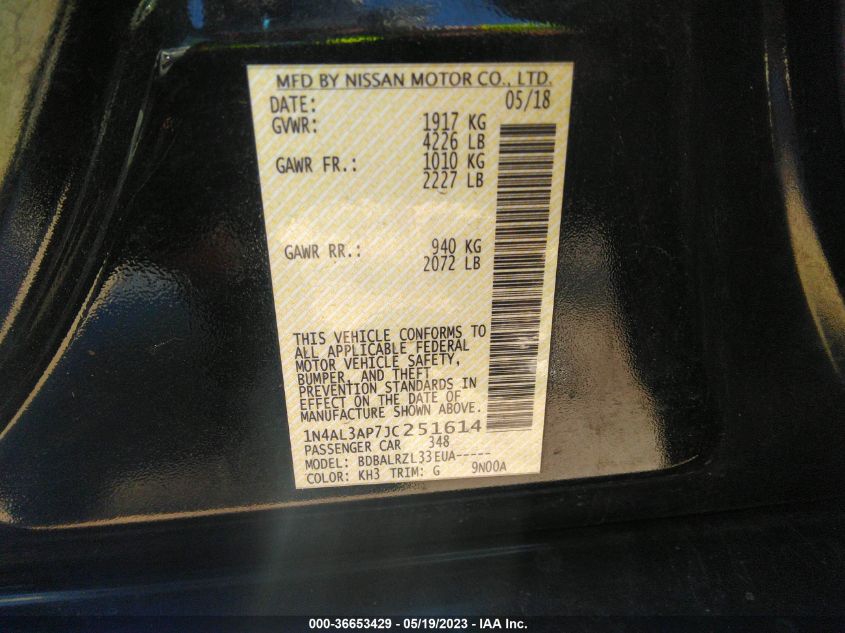 MFD BY NISSAN MOTOR CO., LTD.
DATE: 05/18
GVWR: 1917 KG
4226 LB
GAWR FR.: 1010 KG
2227 LB
GAWR RR.: 940 KG
2072 LB
THIS VEHICLE CONFORMS TO
ALL APPLICABLE FEDERAL
MOTOR VEHICLE SAFETY,
BUMPER, AND THEFT
PREVENTION STANDARDS IN
EFFECT ON THE DATE OF
MANUFACTURE SHOWN ABOVE.
1N4AL3AP7JC251614
PASSENGER CAR 348
MODEL: BDBALRZL33EUA-----
COLOR: KH3 TRIM: G 9N00A
000-36653429 - 05/19/2023 - IAA Inc.